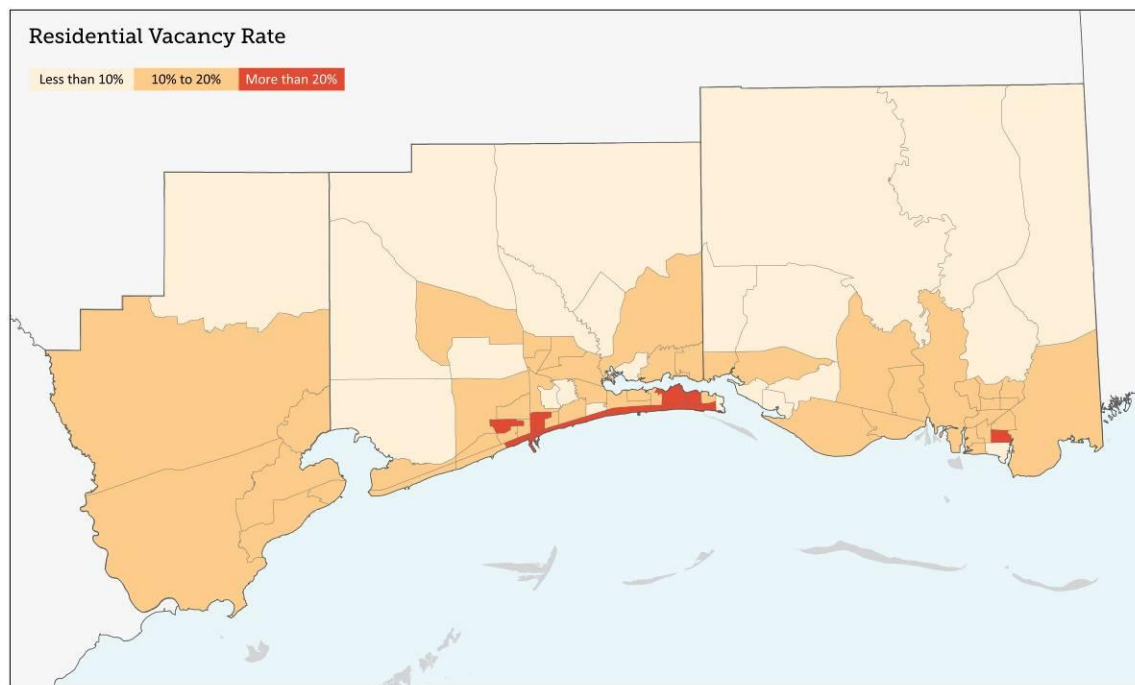 Residential Vacancy Rate
Less than 10% 10% to 20% More than 20%